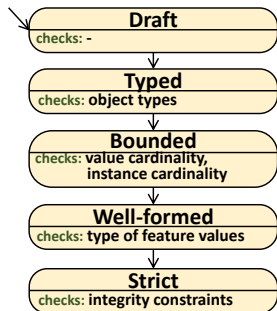 Draft
checks: -
Typed
checks: object types
Bounded
checks: value cardinality,
instance cardinality
Well-formed
checks: type of feature values
Strict
checks: integrity constraints